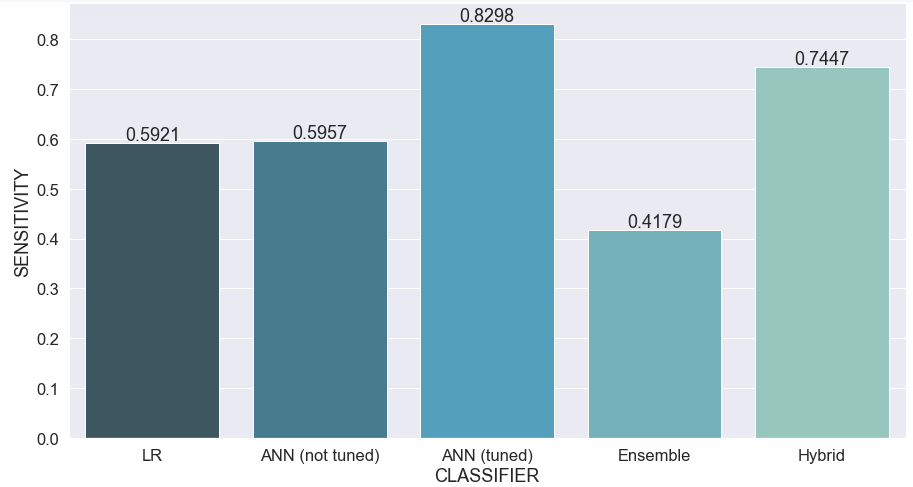 0.8298
0.7447
0.5921
0.5957
0.4179
SENSITIVITY
0.8
0.7
0.6
0.5
0.4
0.3
0.2
0.1
0.0
LR
ANN (not tuned)
ANN (tuned)
Ensemble
Hybrid
CLASSIFIER